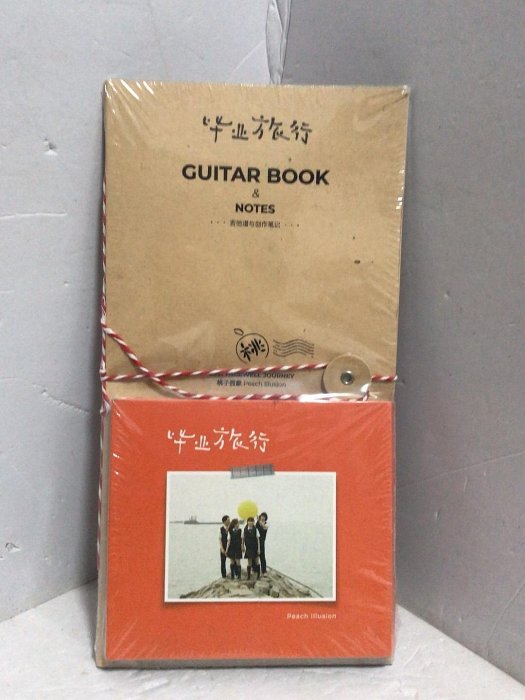 毕业旅行
GUITAR BOOK
&
NOTES
吉他谱与创作笔记
桃
FAREWELL JOURNEY
桃子假象 Peach Illusion
毕业旅行
Peach Illusion